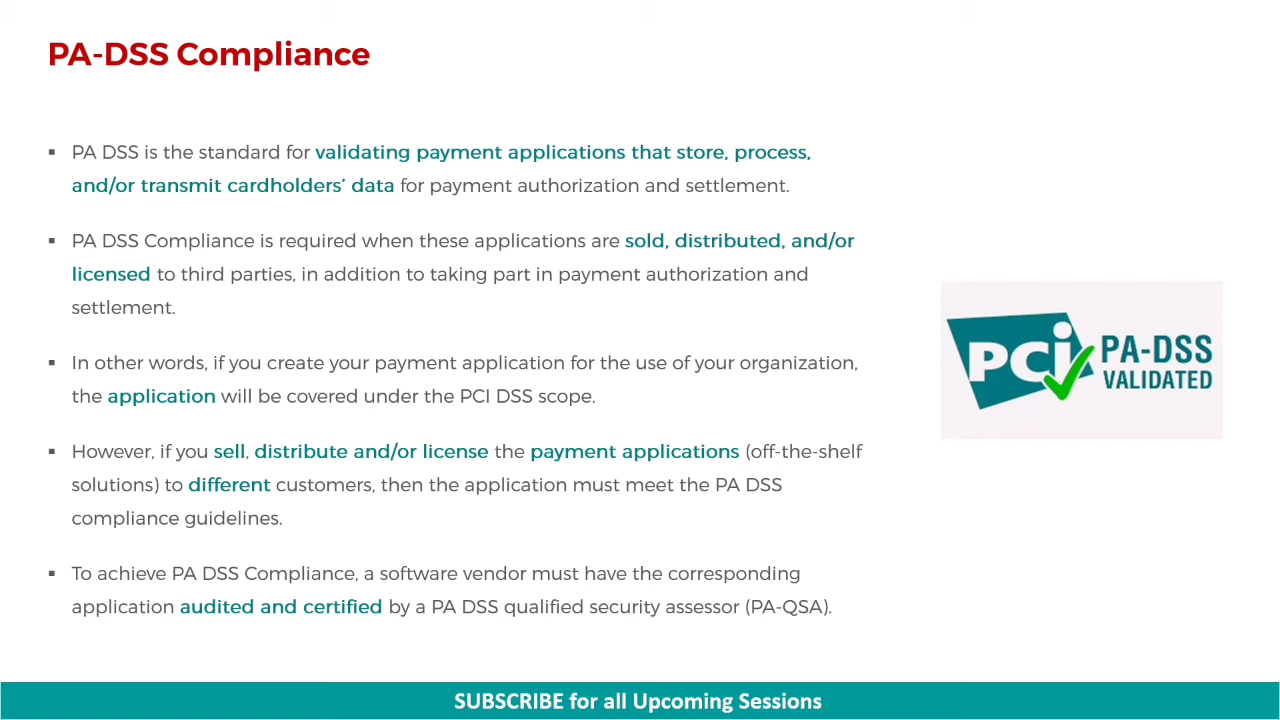 PA-DSS Compliance
▪ PA DSS is the standard for validating payment applications that store, process,
and/or transmit cardholders’ data for payment authorization and settlement.
▪ PA DSS Compliance is required when these applications are sold, distributed, and/or
licensed to third parties, in addition to taking part in payment authorization and
settlement.
▪ In other words, if you create your payment application for the use of your organization,
the application will be covered under the PCI DSS scope.
▪ However, if you sell, distribute and/or license the payment applications (off-the-shelf
solutions) to different customers, then the application must meet the PA DSS
compliance guidelines.
▪ To achieve PA DSS Compliance, a software vendor must have the corresponding
application audited and certified by a PA DSS qualified security assessor (PA-QSA).
PCi PA-DSS
VALIDATED
SUBSCRIBE for all Upcoming Sessions